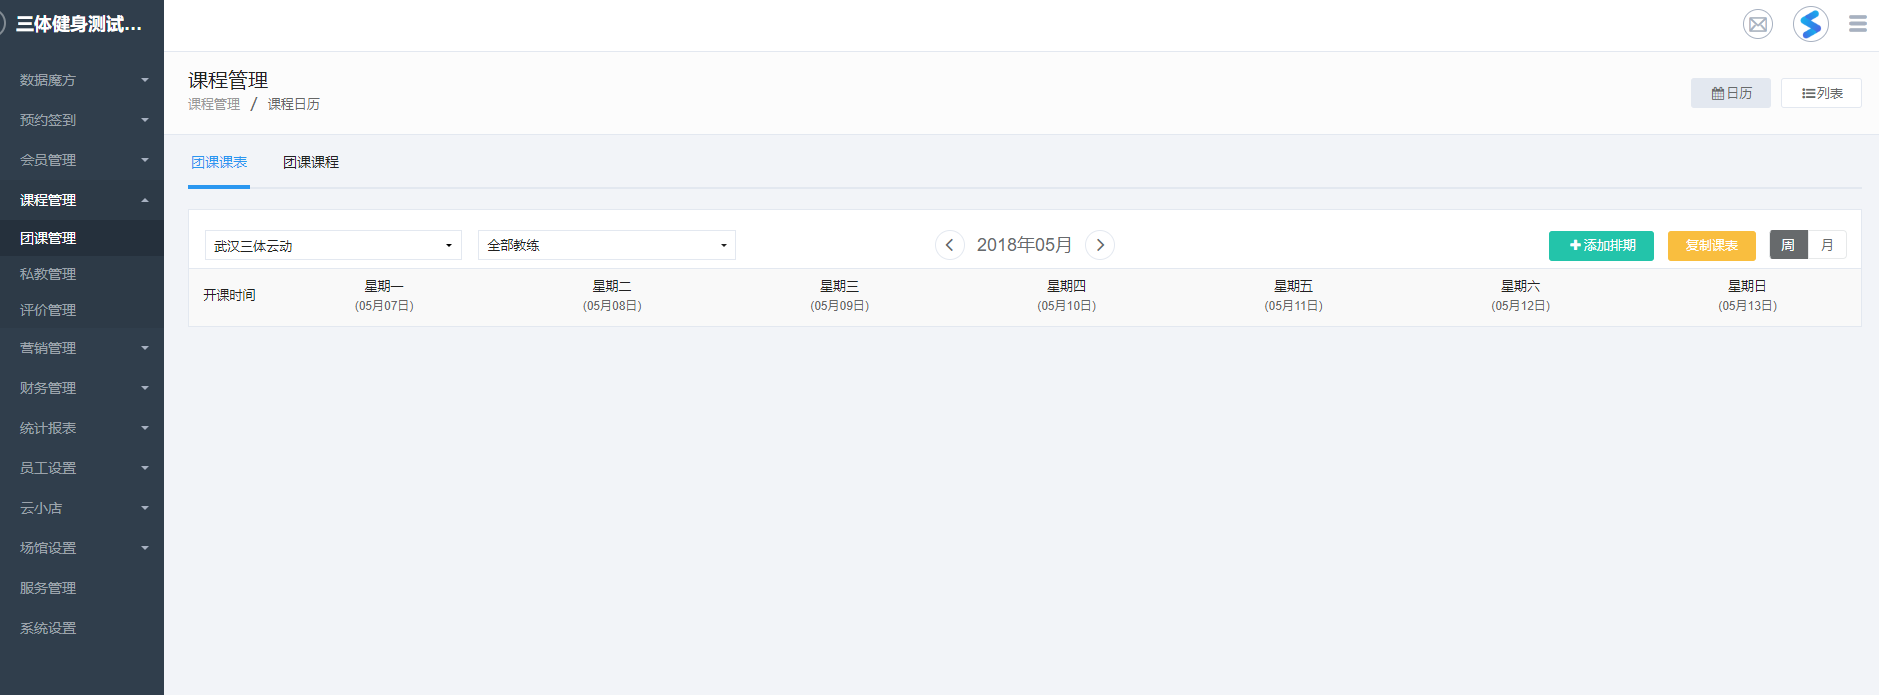 三体健身测试...
数据魔方
预约签到
会员管理
课程管理
团课管理
私教管理
评价管理
营销管理
财务管理
统计报表
员工设置
云小店
场馆设置
服务管理
系统设置
课程管理
课程管理 / 课程日历
日历 列表
团课课表 团课课程
武汉三体云动 全部教练 2018年05月 添加排期 复制课表 周 月
开课时间
星期一 星期二 星期三 星期四 星期五 星期六 星期日
(05月07日) (05月08日) (05月09日) (05月10日) (05月11日) (05月12日) (05月13日)